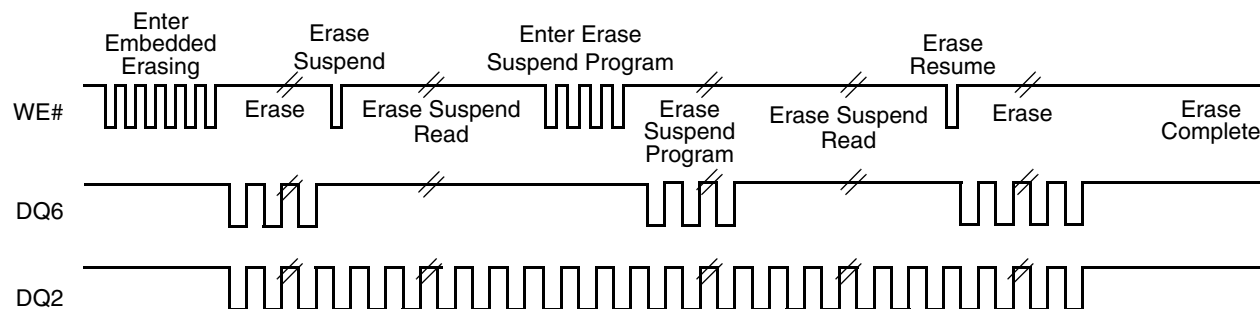 Enter
Embedded
Erasing
Erase
Suspend
Enter Erase
Suspend Program
Erase
Resume
WE#
Erase
Erase Suspend
Read
Erase
Suspend
Program
Erase Suspend
Read
Erase
Erase
Complete
DQ6
DQ2